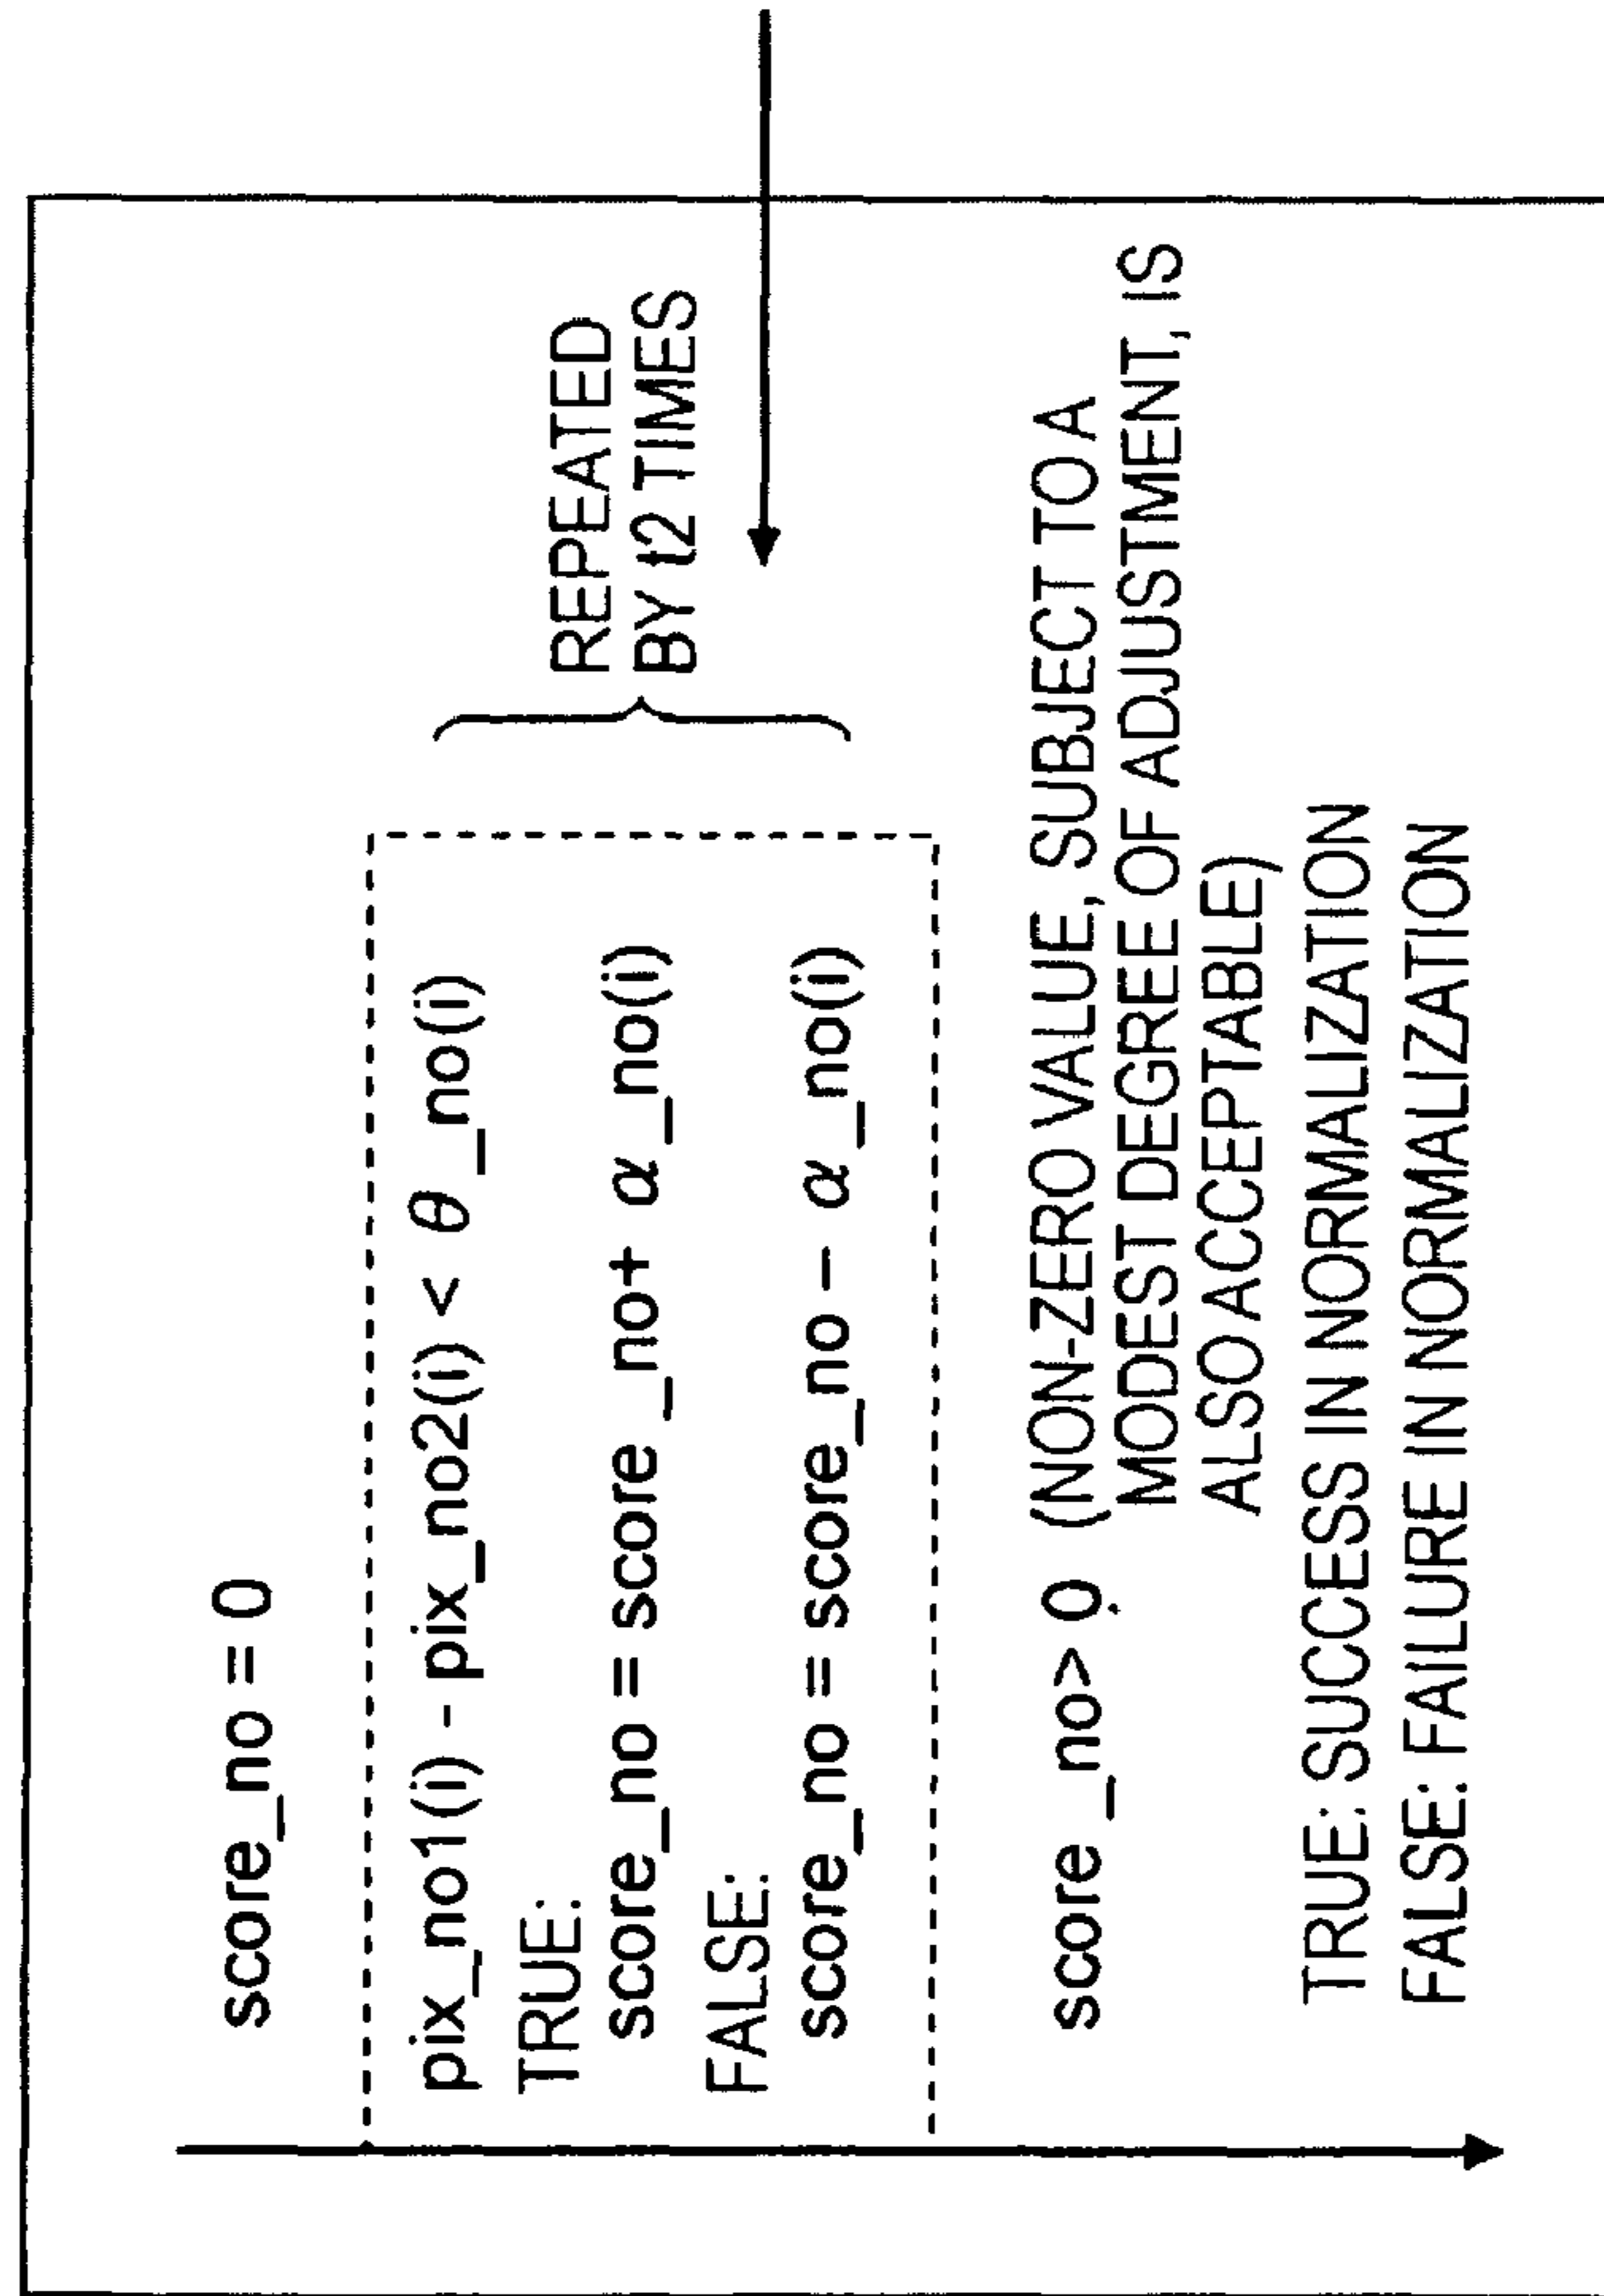 score_no = 0
pix_no1(i) - pix_no2(i) < θ_no(i)
TRUE:
score_no = score_no+ α_no(i)
FALSE:
score_no = score_no - α_no(i)
REPEATED
BY t2 TIMES
score_no> 0 (NON-ZERO VALUE, SUBJECT TO A
MODEST DEGREE OF ADJUSTMENT, IS
ALSO ACCEPTABLE)
TRUE: SUCCESS IN NORMALIZATION
FALSE: FAILURE IN NORMALIZATION